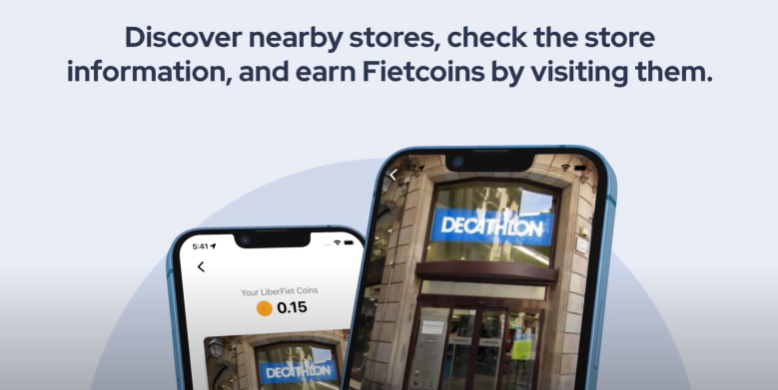 Discover nearby stores, check the store
information, and earn Fietcoins by visiting them.
DECATHLON
5:41
Your LiberFiet Coins
0.15
DECATHLON